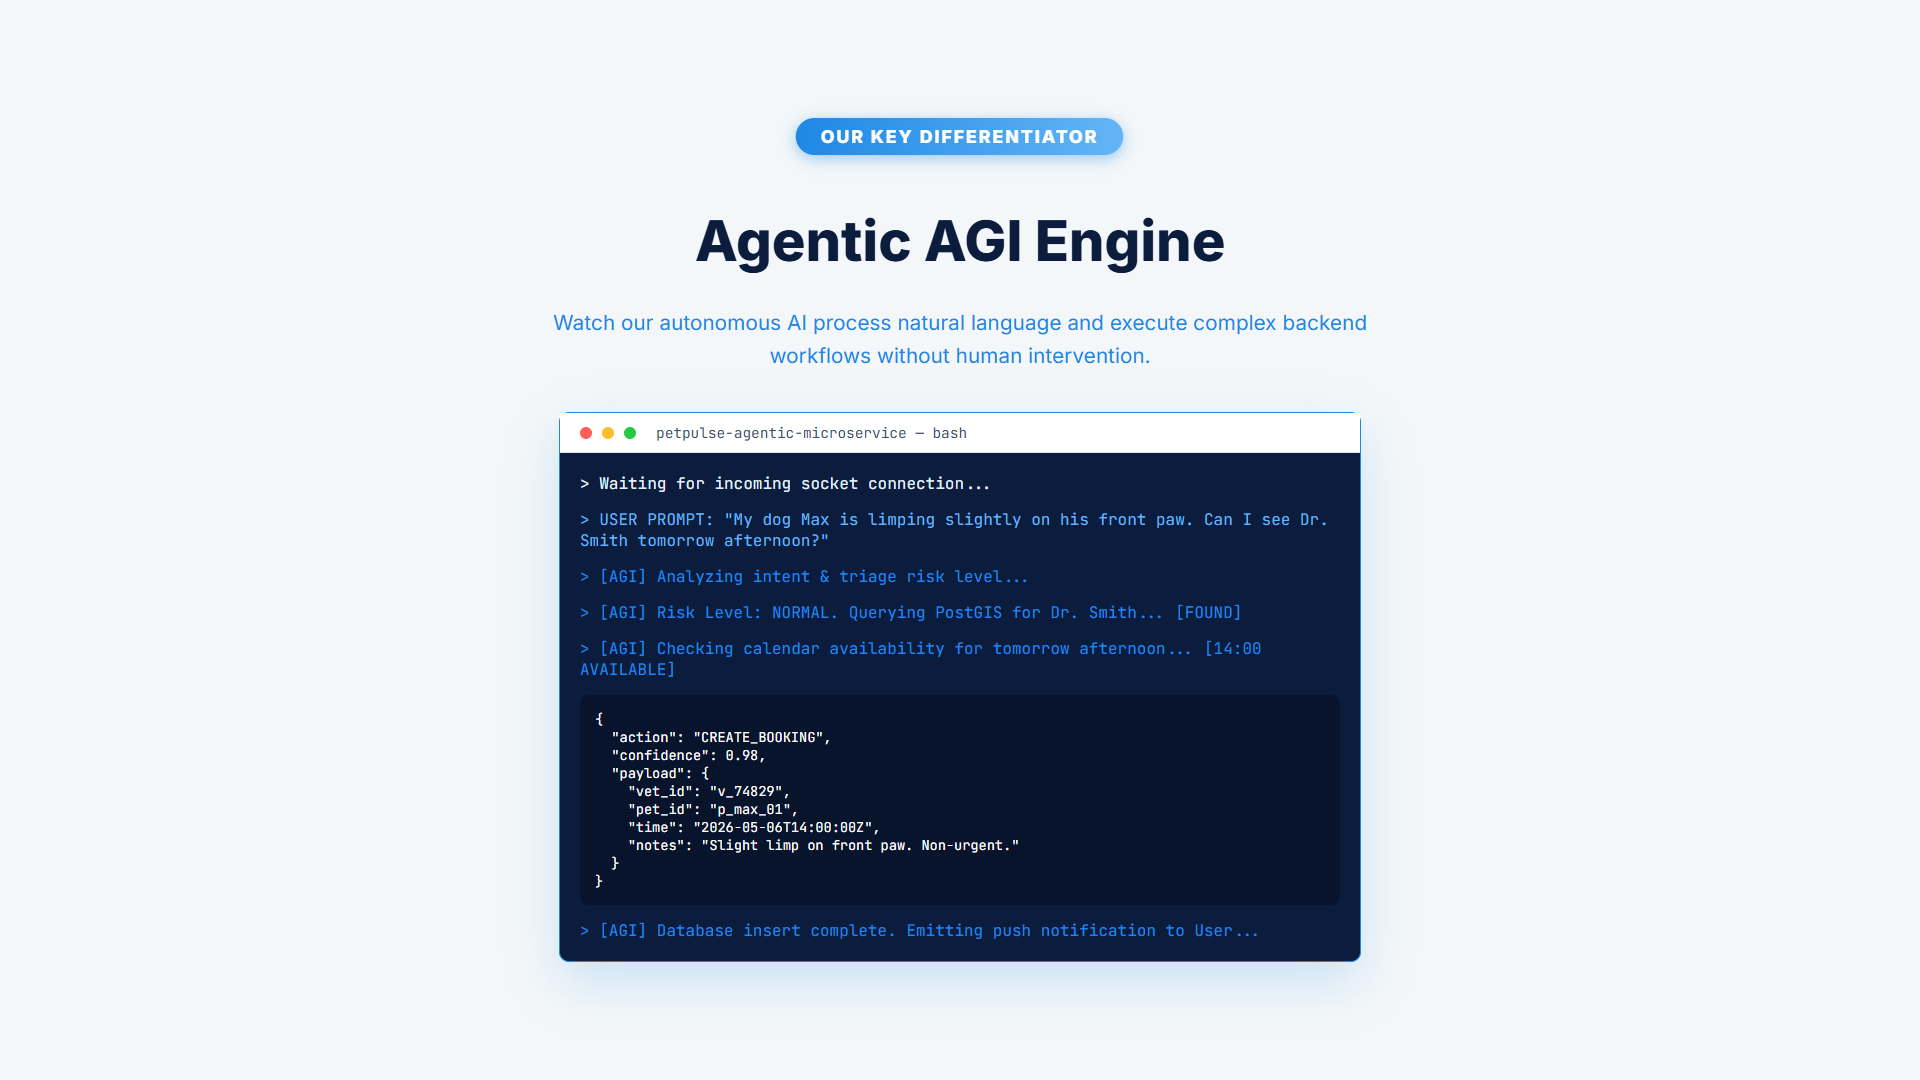 OUR KEY DIFFERENTIATOR
Agentic AGI Engine
Watch our autonomous AI process natural language and execute complex backend
workflows without human intervention.
petpulse-agentic-microservice — bash
> Waiting for incoming socket connection...
> USER PROMPT: "My dog Max is limping slightly on his front paw. Can I see Dr.
Smith tomorrow afternoon?"
> [AGI] Analyzing intent & triage risk level...
> [AGI] Risk Level: NORMAL. Querying PostGIS for Dr. Smith... [FOUND]
> [AGI] Checking calendar availability for tomorrow afternoon... [14:00
AVAILABLE]
{
  "action": "CREATE_BOOKING",
  "confidence": 0.98,
  "payload": {
    "vet_id": "v_74829",
    "pet_id": "p_max_01",
    "time": "2026-05-06T14:00:00Z",
    "notes": "Slight limp on front paw. Non-urgent."
  }
}
> [AGI] Database insert complete. Emitting push notification to User...